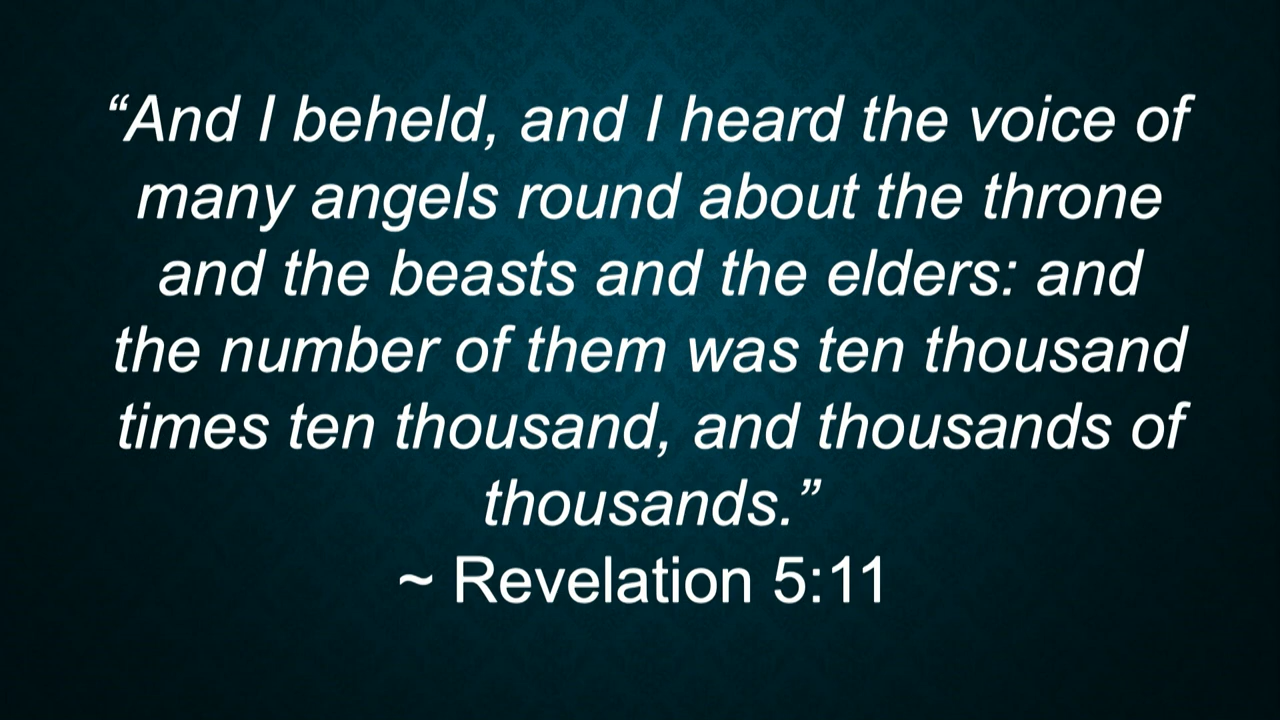 “And I beheld, and I heard the voice of
many angels round about the throne
and the beasts and the elders: and
the number of them was ten thousand
times ten thousand, and thousands of
thousands.”
~ Revelation 5:11